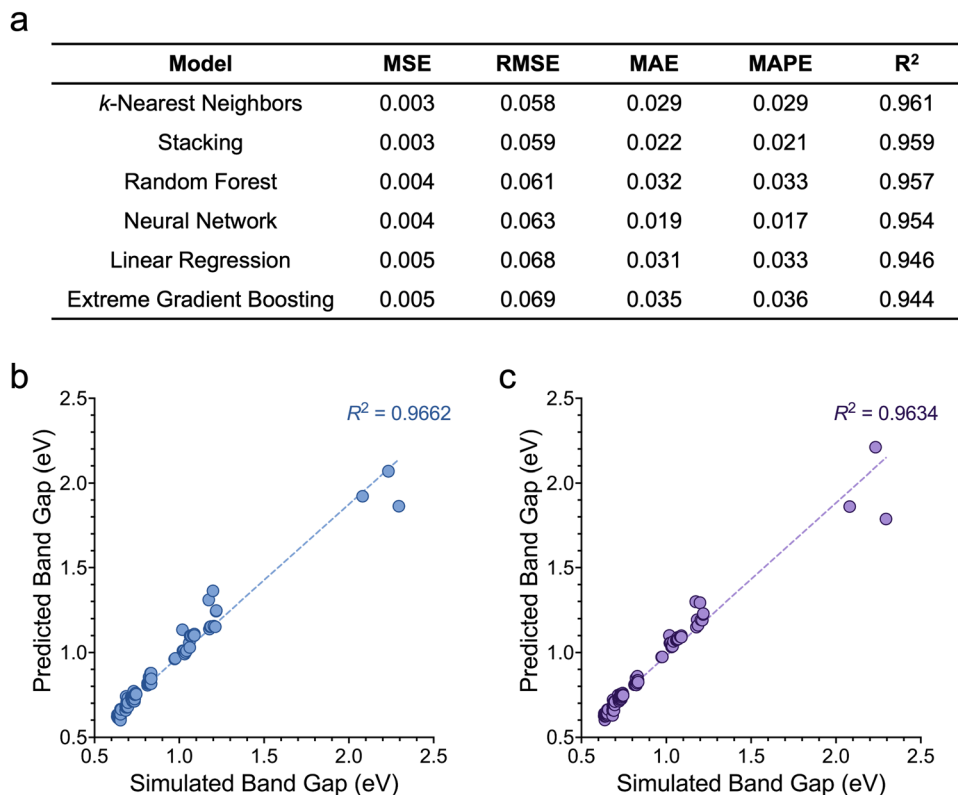 a
Model MSE RMSE MAE MAPE R²
k-Nearest Neighbors 0.003 0.058 0.029 0.029 0.961
Stacking 0.003 0.059 0.022 0.021 0.959
Random Forest 0.004 0.061 0.032 0.033 0.957
Neural Network 0.004 0.063 0.019 0.017 0.954
Linear Regression 0.005 0.068 0.031 0.033 0.946
Extreme Gradient Boosting 0.005 0.069 0.035 0.036 0.944
b
R² = 0.9662
Predicted Band Gap (eV)
2.5
2.0
1.5
1.0
0.5
0.5 1.0 1.5 2.0 2.5
Simulated Band Gap (eV)
c
R² = 0.9634
Predicted Band Gap (eV)
2.5
2.0
1.5
1.0
0.5
0.5 1.0 1.5 2.0 2.5
Simulated Band Gap (eV)